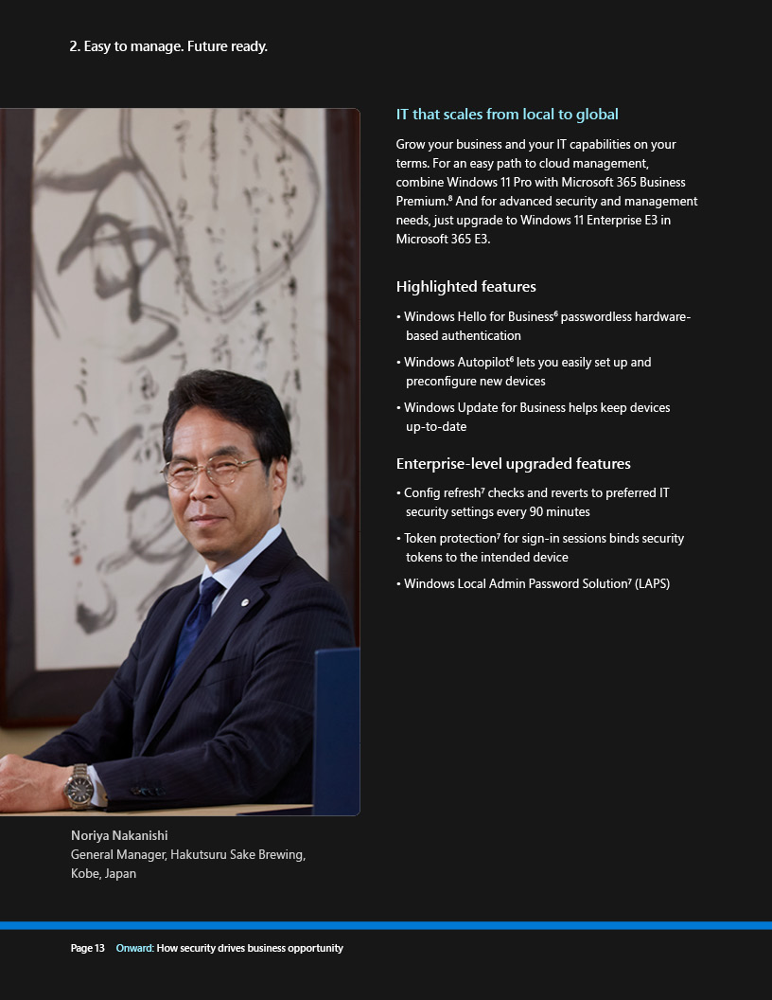 2. Easy to manage. Future ready.
IT that scales from local to global
Grow your business and your IT capabilities on your
terms. For an easy path to cloud management,
combine Windows 11 Pro with Microsoft 365 Business
Premium.⁸ And for advanced security and management
needs, just upgrade to Windows 11 Enterprise E3 in
Microsoft 365 E3.
Highlighted features
• Windows Hello for Business⁶ passwordless hardware-
based authentication
• Windows Autopilot⁶ lets you easily set up and
preconfigure new devices
• Windows Update for Business helps keep devices
up-to-date
Enterprise-level upgraded features
• Config refresh⁷ checks and reverts to preferred IT
security settings every 90 minutes
• Token protection⁷ for sign-in sessions binds security
tokens to the intended device
• Windows Local Admin Password Solution⁷ (LAPS)
Noriya Nakanishi
General Manager, Hakutsuru Sake Brewing,
Kobe, Japan
Page 13 Onward: How security drives business opportunity